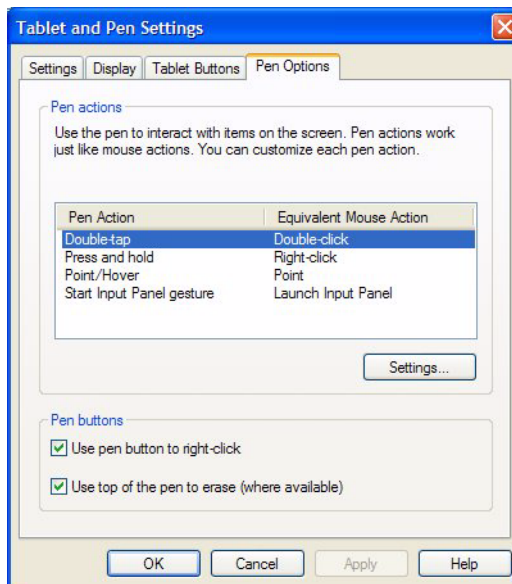 Tablet and Pen Settings
Settings Display Tablet Buttons Pen Options
Pen actions
Use the pen to interact with items on the screen. Pen actions work
just like mouse actions. You can customize each pen action.
Pen Action Equivalent Mouse Action
Double-tap Double-click
Press and hold Right-click
Point/Hover Point
Start Input Panel gesture Launch Input Panel
Settings...
Pen buttons
Use pen button to right-click
Use top of the pen to erase (where available)
OK Cancel Apply Help